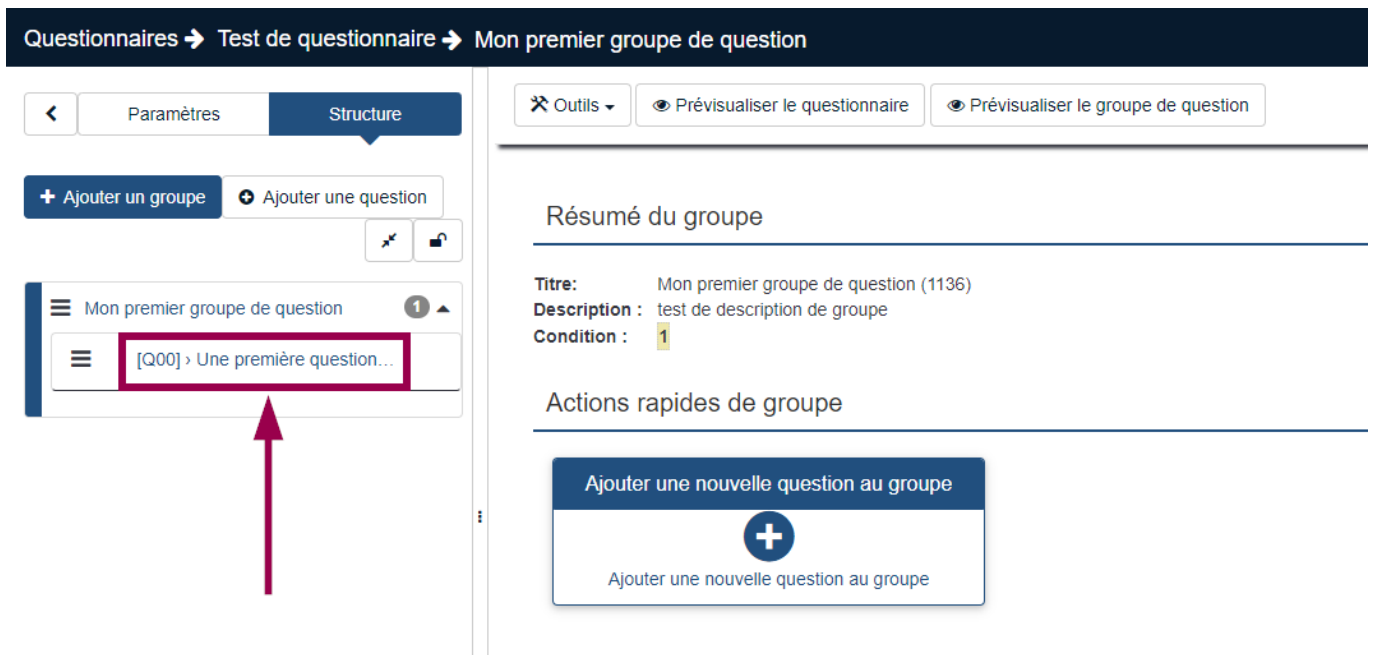 Questionnaires → Test de questionnaire → Mon premier groupe de question
Paramètres
Structure
Ajouter un groupe
Ajouter une question
Mon premier groupe de question 1
[Q00] › Une première question...
Outils
Prévisualiser le questionnaire
Prévisualiser le groupe de question
Résumé du groupe
Titre: Mon premier groupe de question (1136)
Description : test de description de groupe
Condition : 1
Actions rapides de groupe
Ajouter une nouvelle question au groupe
Ajouter une nouvelle question au groupe